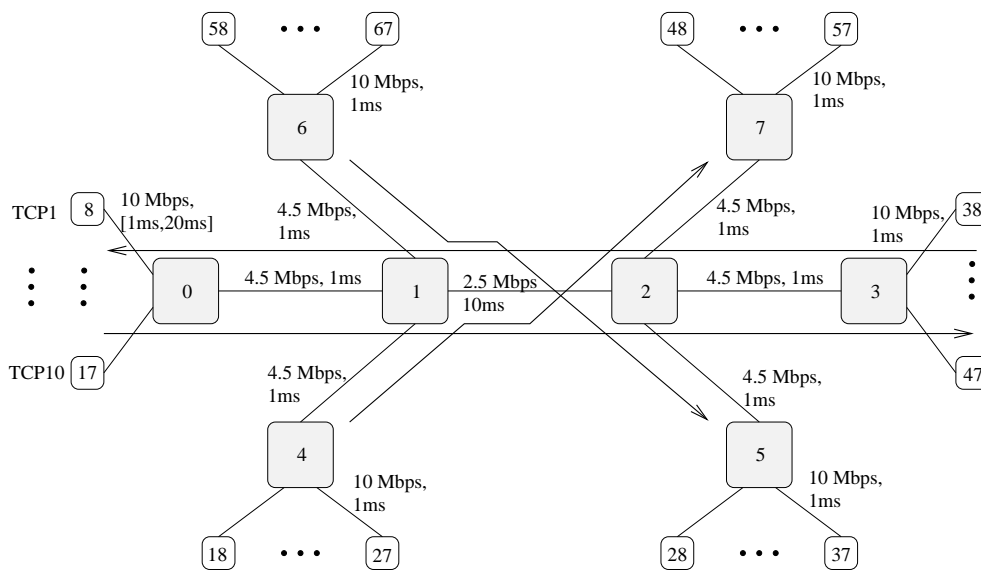 58 67 48 57
10 Mbps,
1ms
10 Mbps,
1ms
6 7
TCP1 8
10 Mbps,
[1ms,20ms]
4.5 Mbps,
1ms
4.5 Mbps,
1ms
10 Mbps,
1ms
38
0 4.5 Mbps, 1ms 1
2.5 Mbps
10ms
2 4.5 Mbps, 1ms 3
TCP10 17 47
4.5 Mbps,
1ms
4.5 Mbps,
1ms
4 5
10 Mbps,
1ms
10 Mbps,
1ms
18 27 28 37